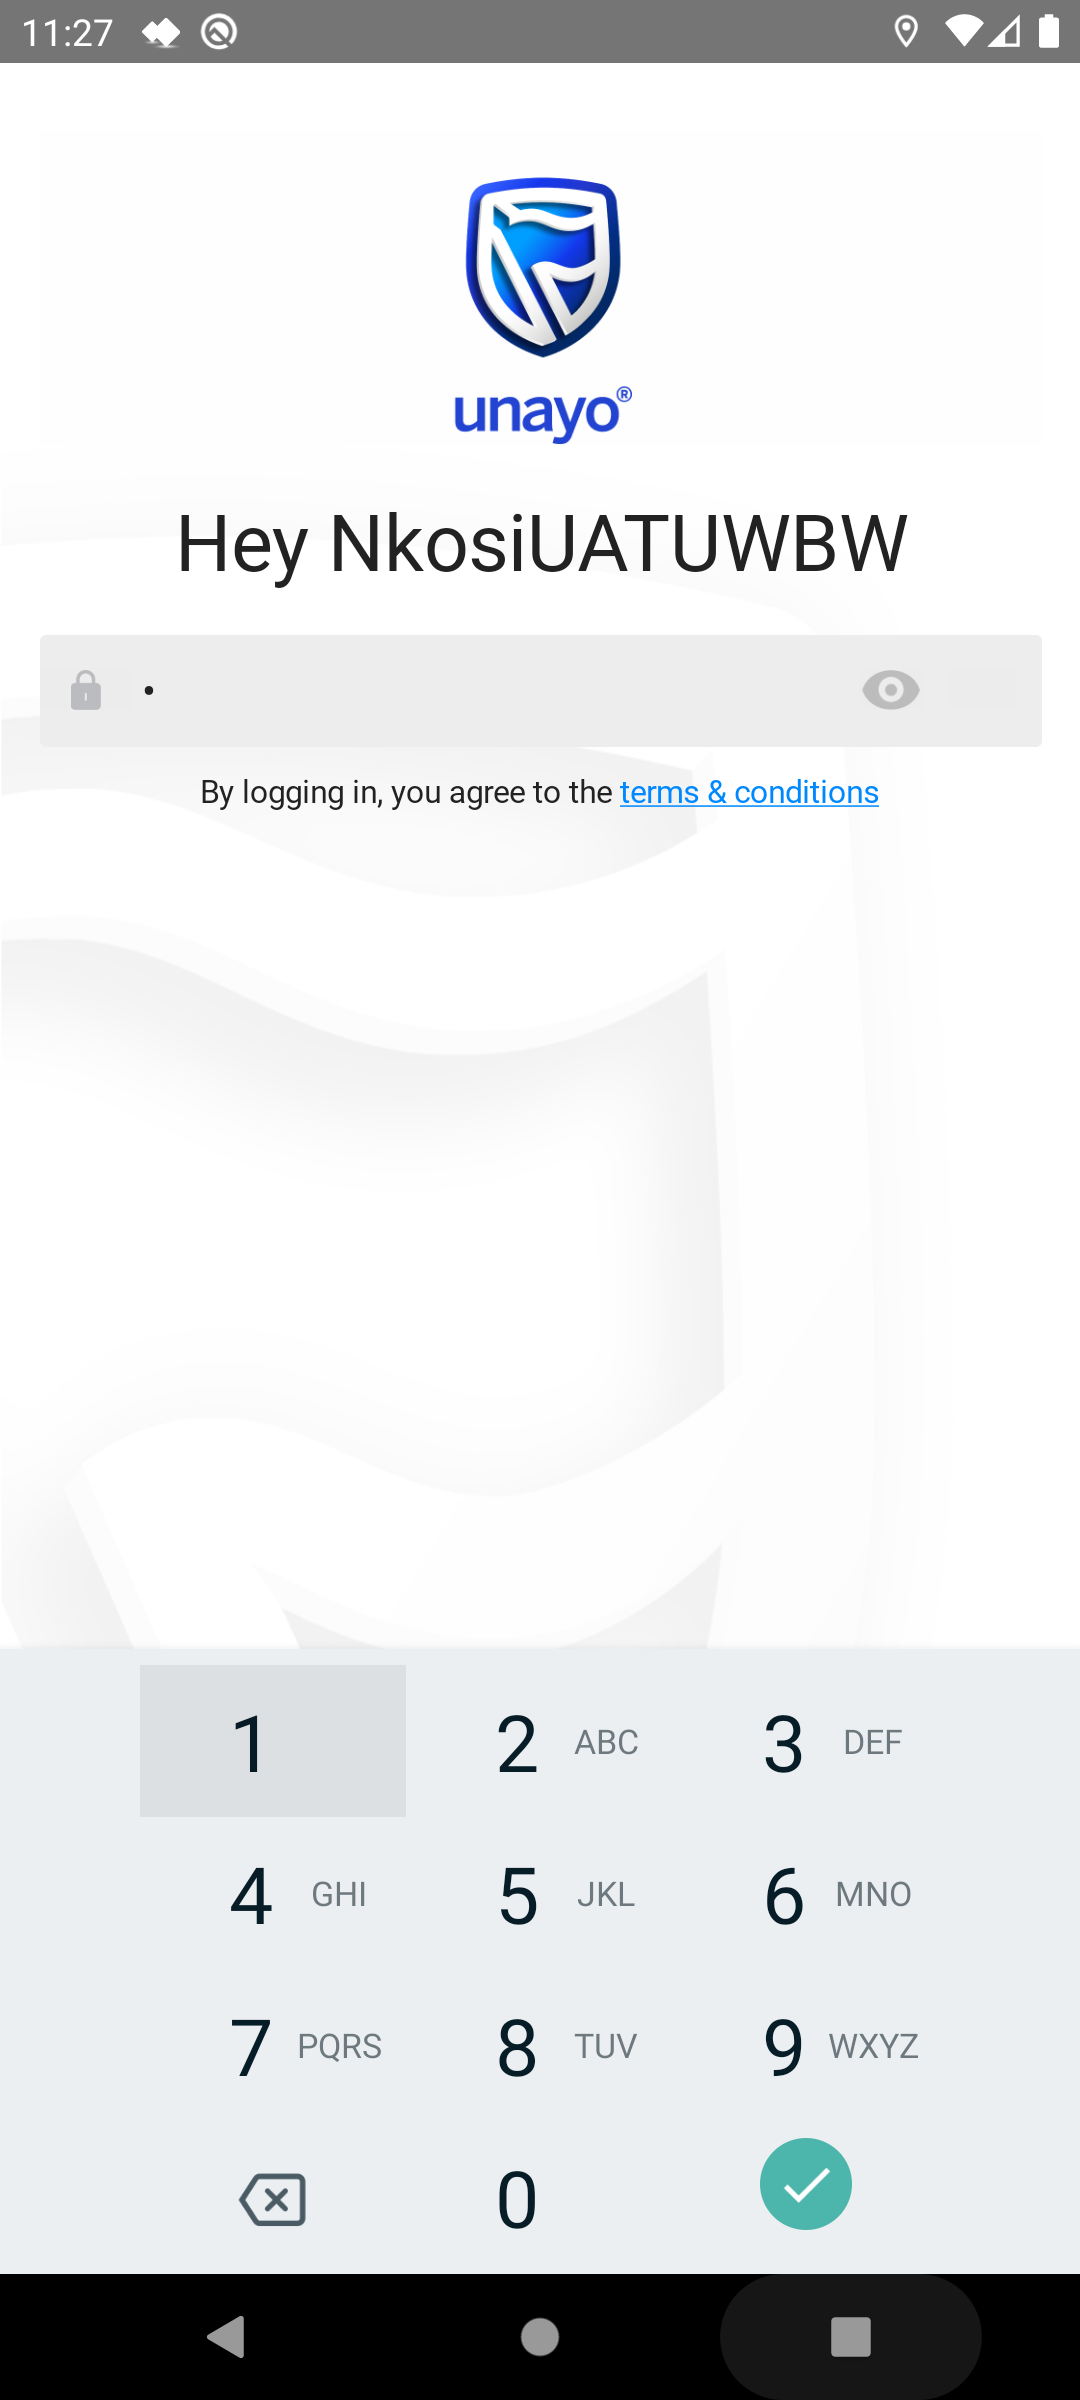 11:27
unayo®
Hey NkosiUATUWBW
•
By logging in, you agree to the terms & conditions
1 2 ABC 3 DEF
4 GHI 5 JKL 6 MNO
7 PQRS 8 TUV 9 WXYZ
0